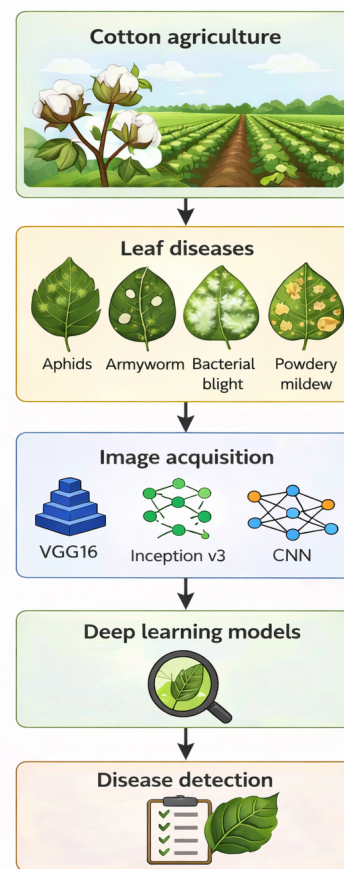 Cotton agriculture
Leaf diseases
Aphids
Armyworm
Bacterial
blight
Powdery
mildew
Image acquisition
VGG16
Inception v3
CNN
Deep learning models
Disease detection